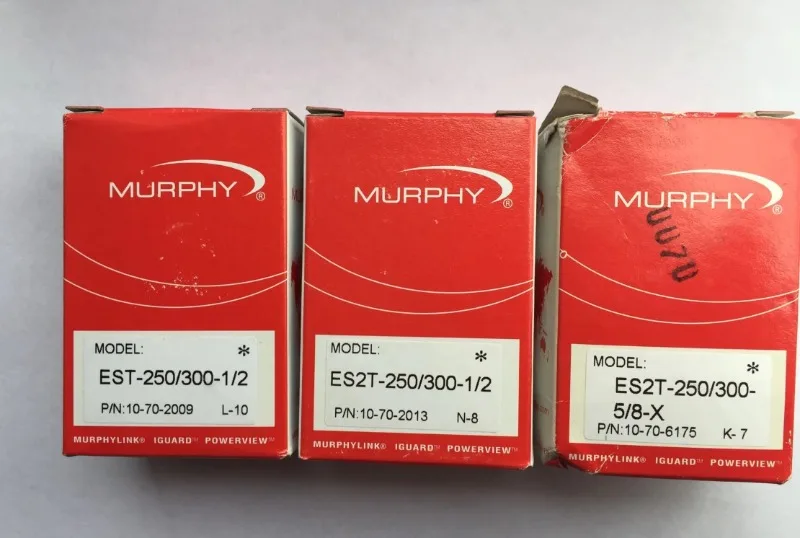 MURPHY®
MODEL: *
EST-250/300-1/2
P/N:10-70-2009 L-10
MURPHYLINK® IGUARD™ POWERVIEW™
MURPHY®
MODEL: *
ES2T-250/300-1/2
P/N:10-70-2013 N-8
MURPHYLINK® IGUARD™ POWERVIEW™
MURPHY®
MODEL: *
ES2T-250/300-
5/8-X
P/N:10-70-6175 K-7
MURPHYLINK® IGUARD™ POWERVIEW™